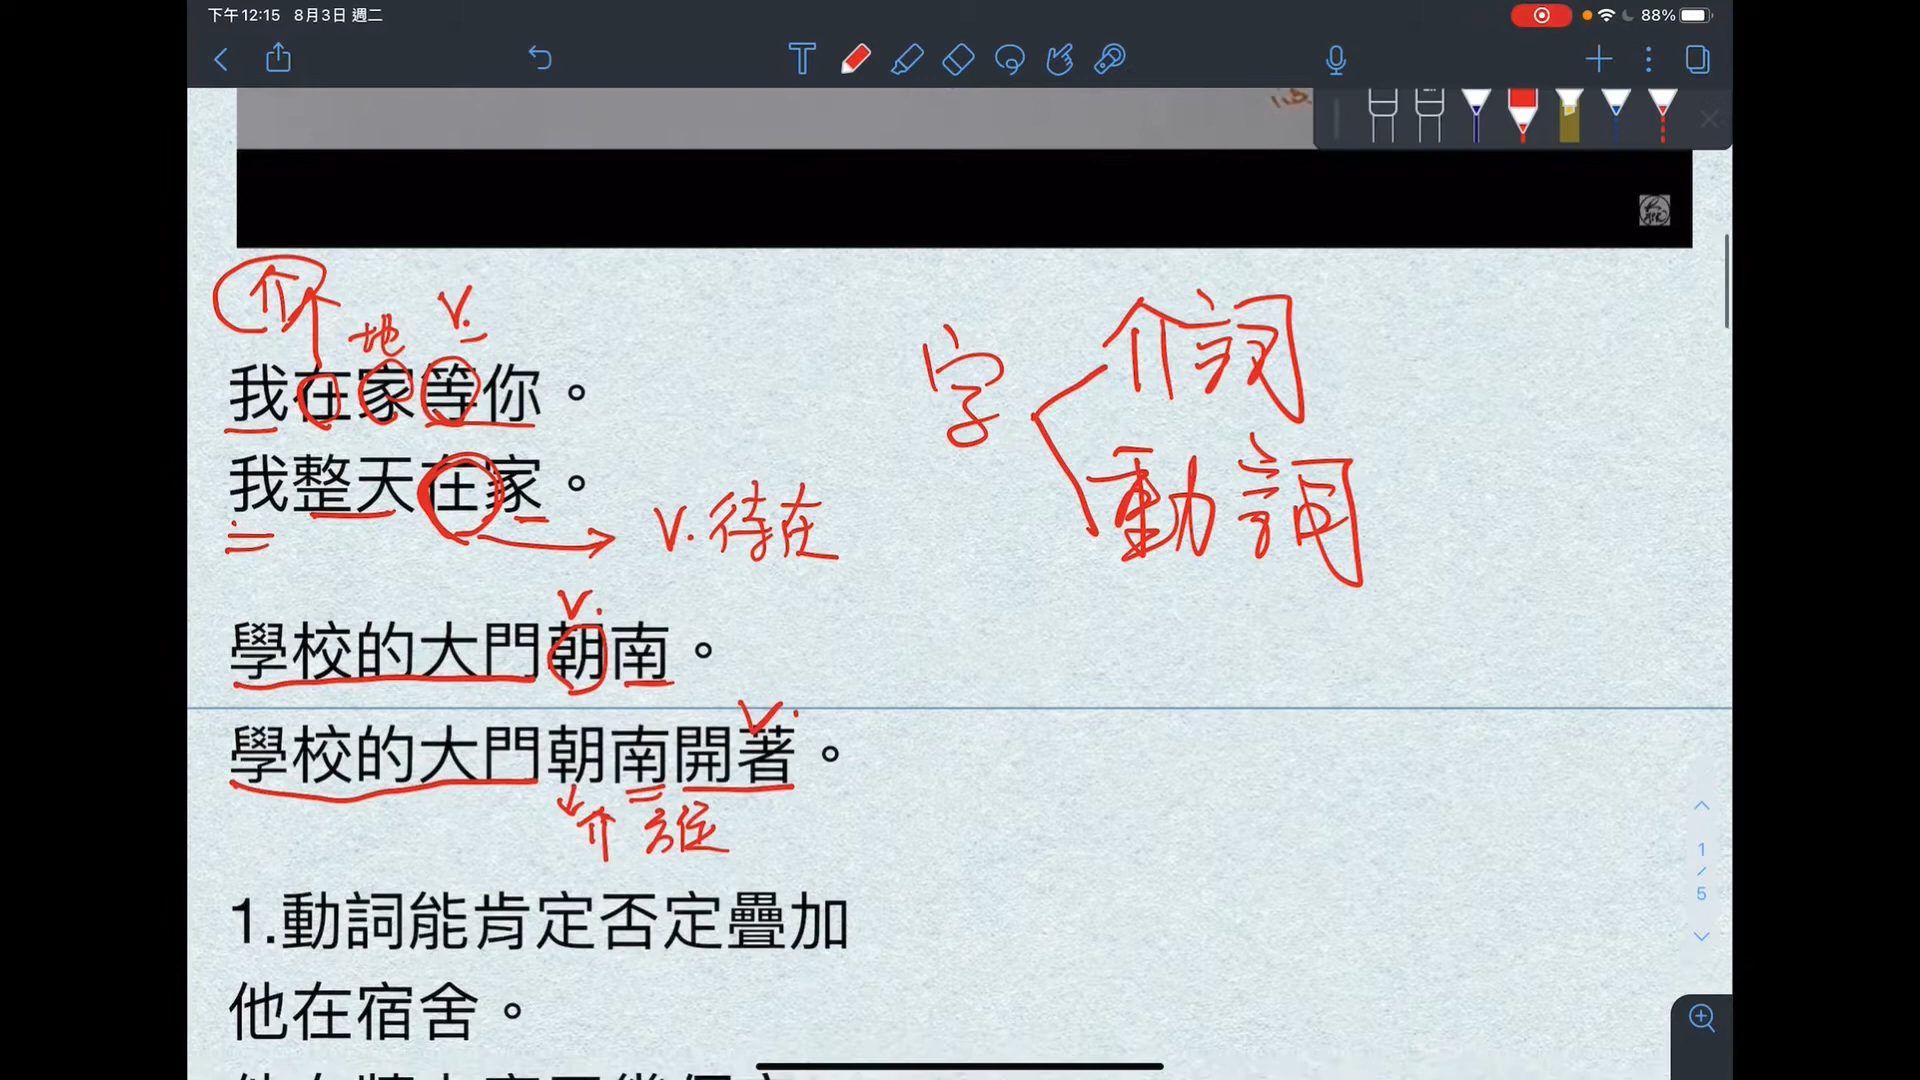 下午12:15 8月3日 週二
88%
介
地
V.
我在家等你。
我整天在家。
V.待在
字
介詞
動詞
V.
學校的大門朝南。
V.
學校的大門朝南開著。
介 方位
1.動詞能肯定否定疊加
他在宿舍。
1
/
5